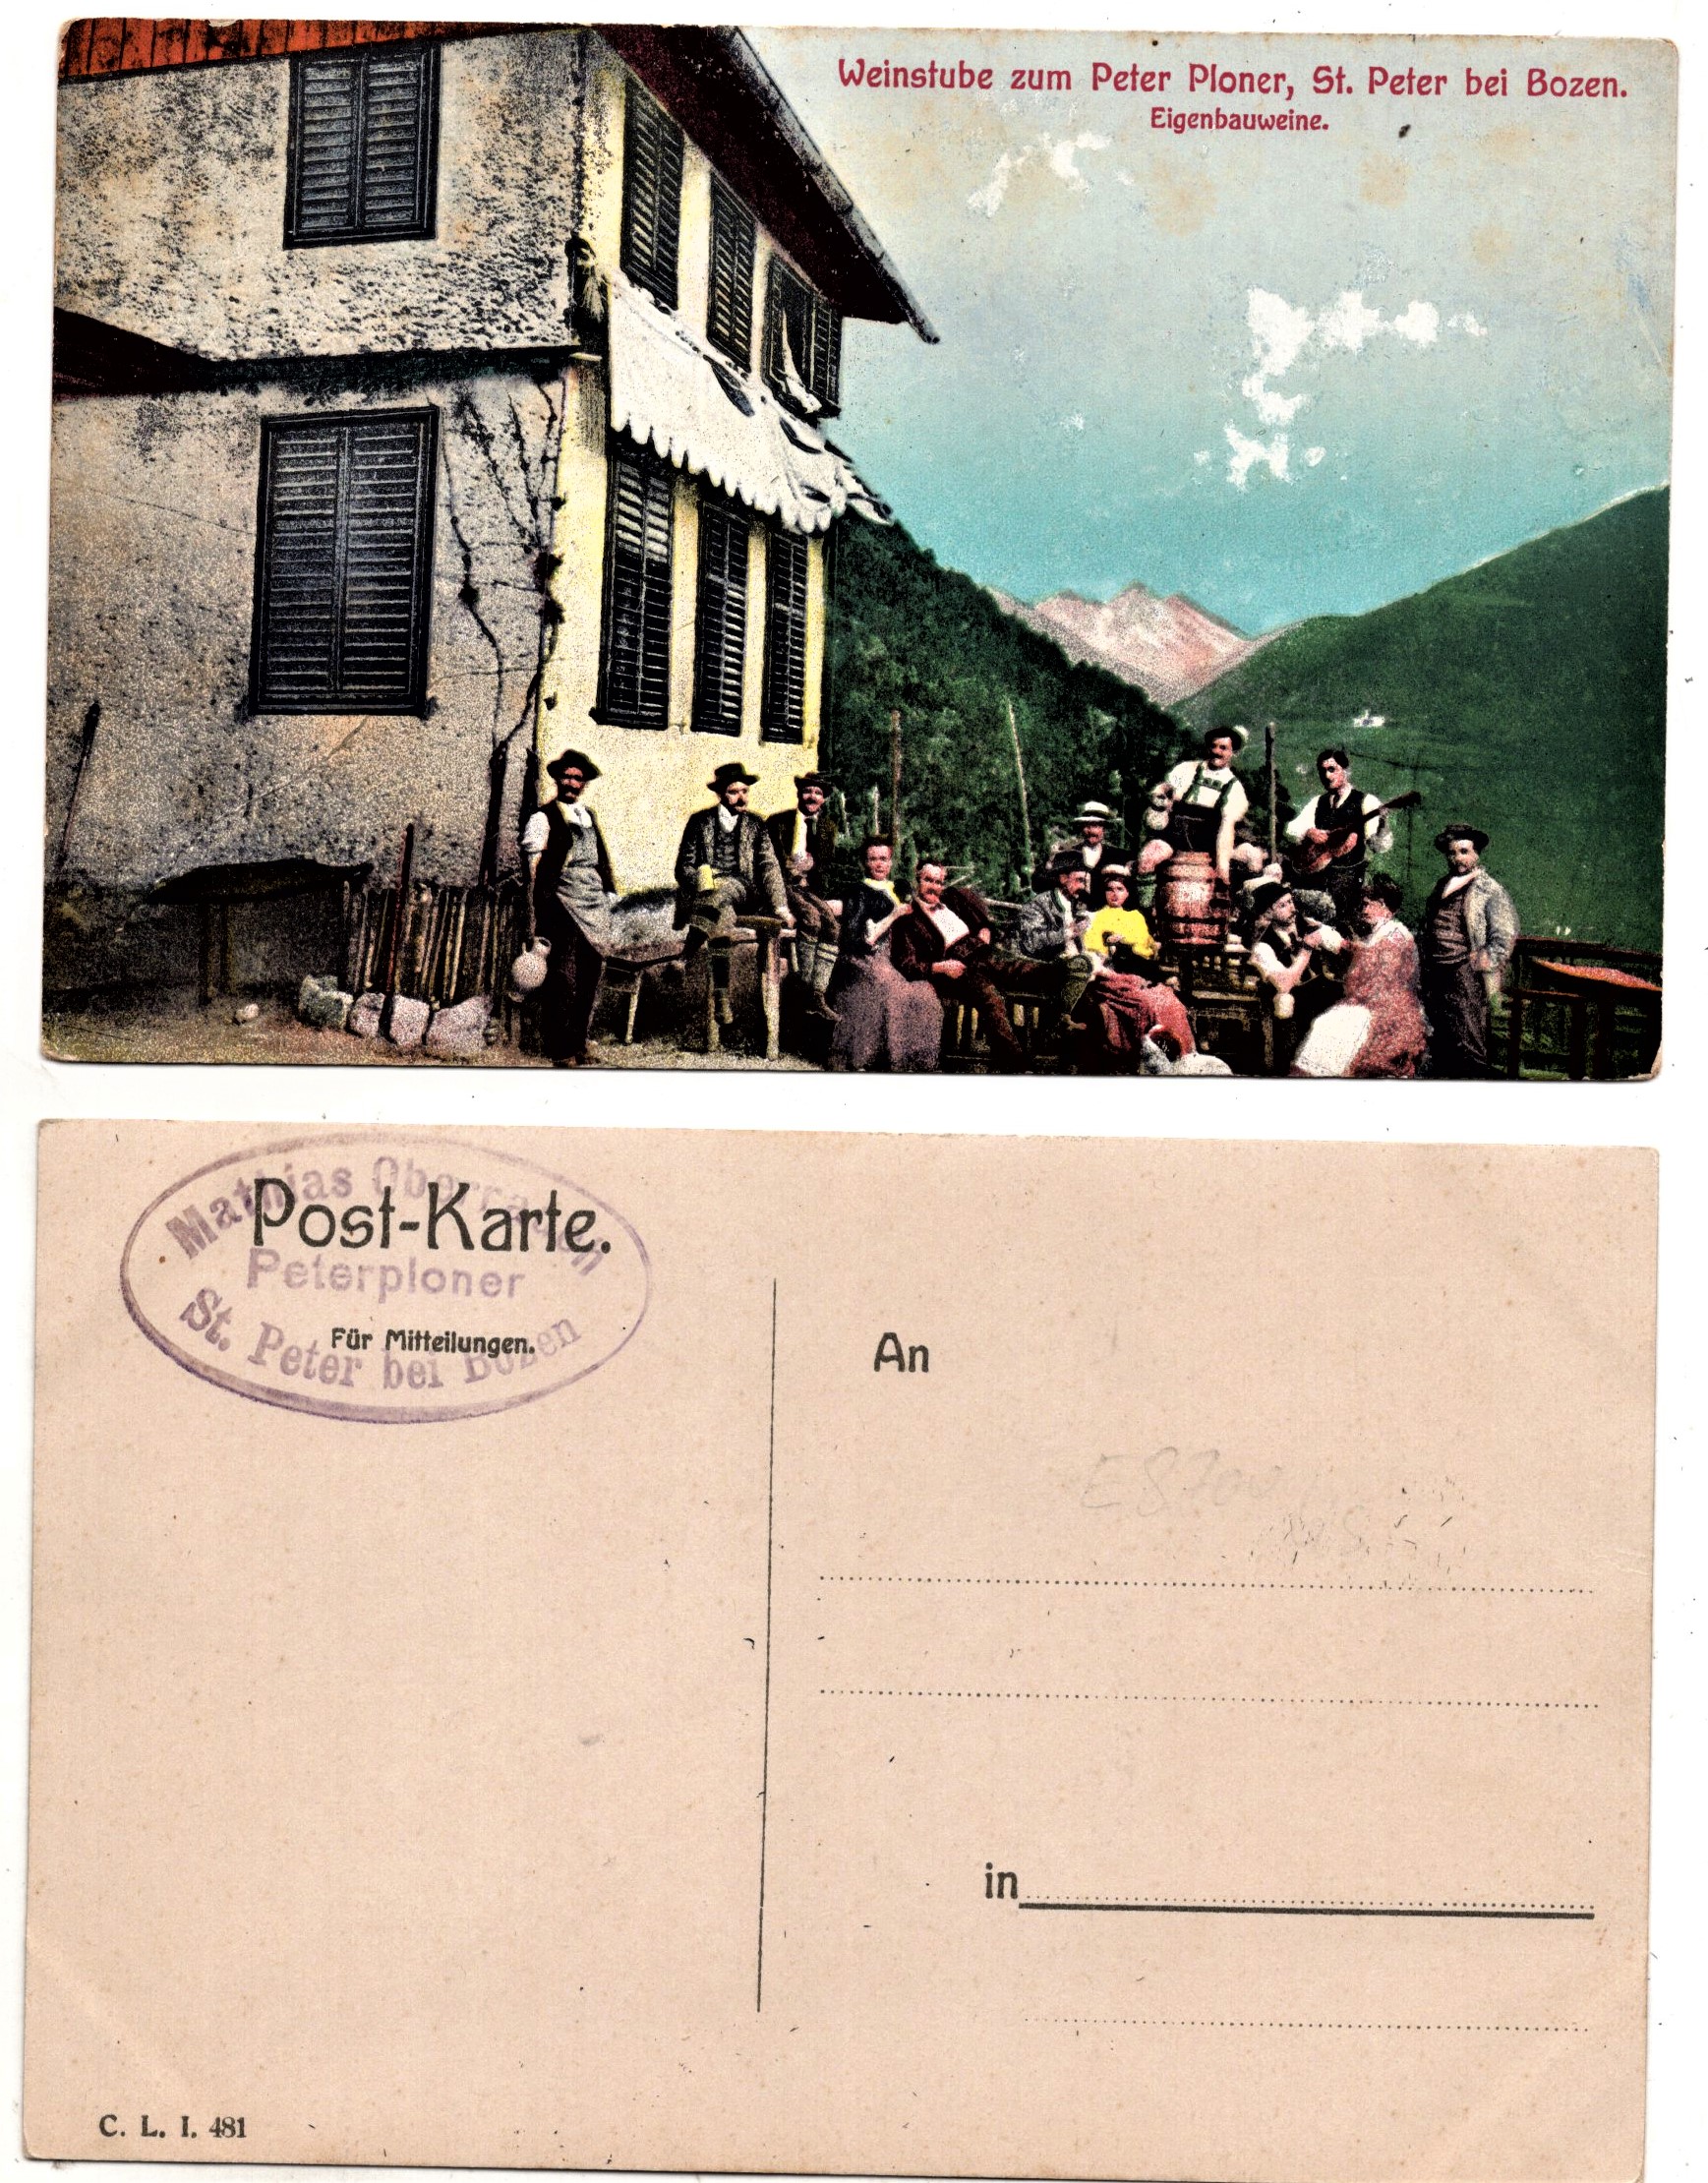 Weinstube zum Peter Ploner, St. Peter bei Bozen.
Eigenbauweine.
Post-Karte.
Mathias
Peterploner
St. Peter bei Bozen
Für Mitteilungen.
An
in
C. L. I. 481